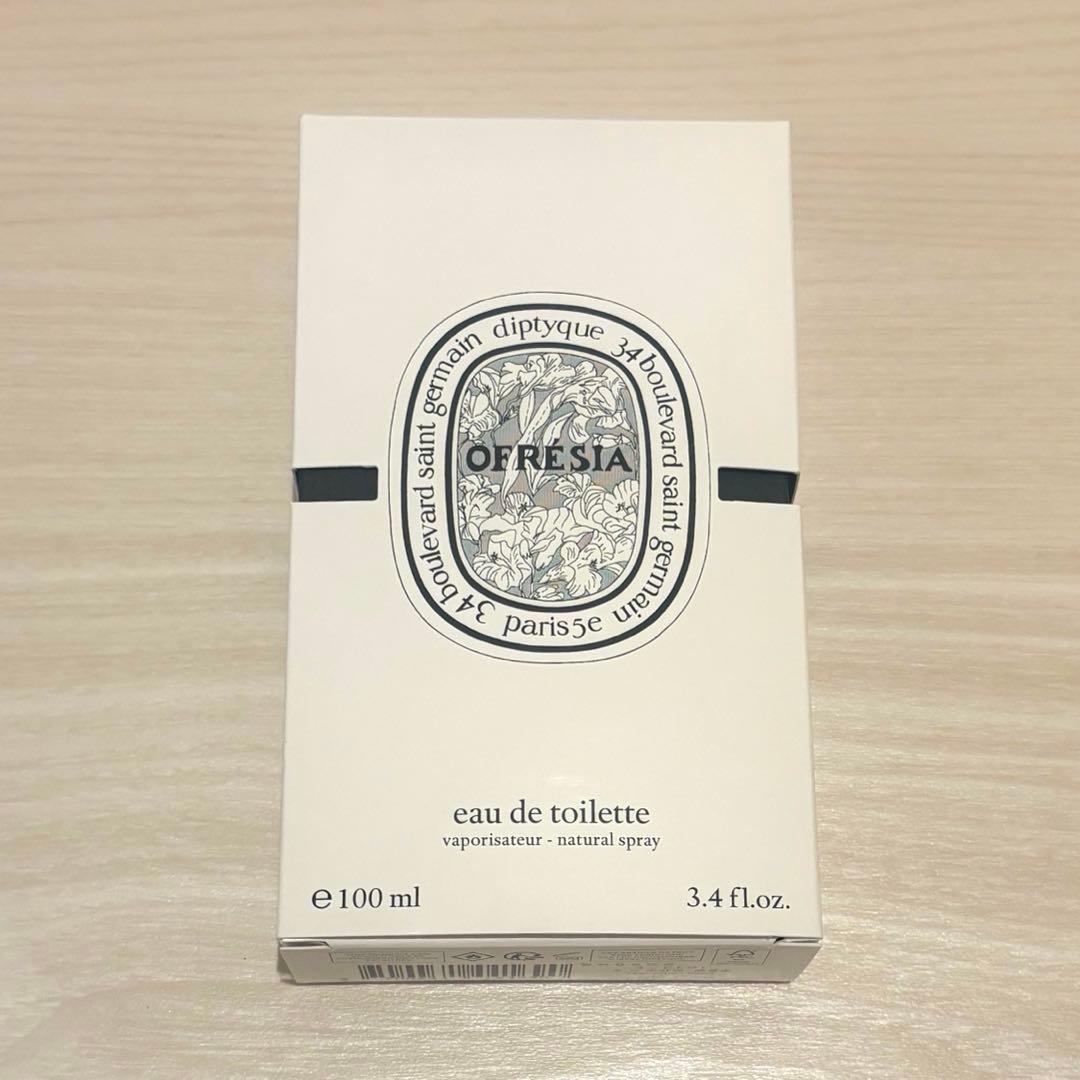 diptyque 34 boulevard saint germain paris 5e 34 boulevard saint germain
OFRÉSIA
eau de toilette
vaporisateur - natural spray
℮ 100 ml
3.4 fl.oz.